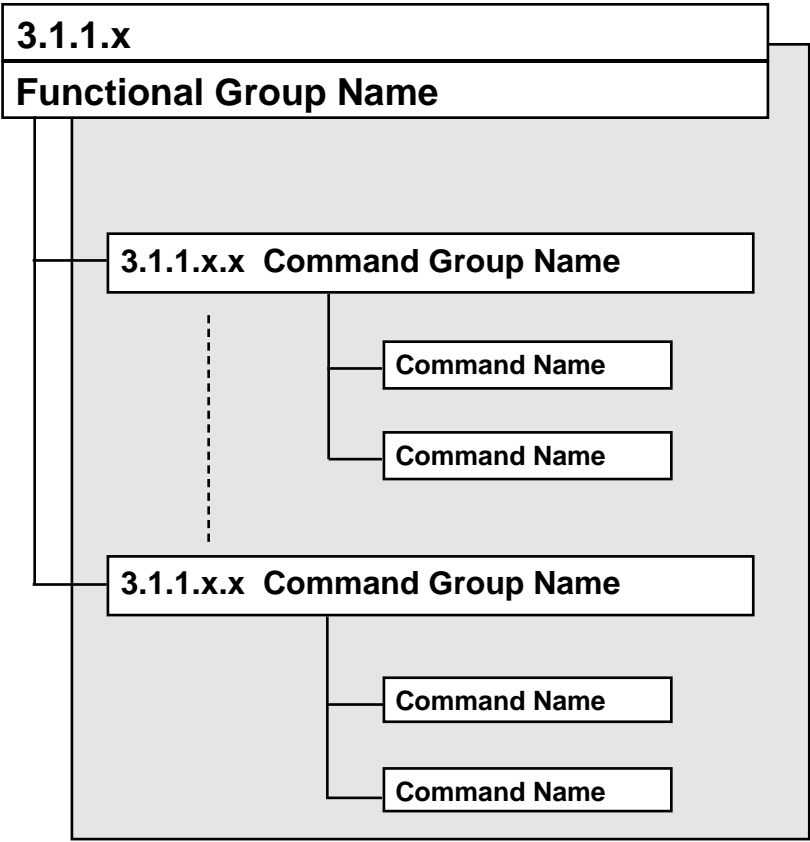 3.1.1.x
Functional Group Name
3.1.1.x.x Command Group Name
Command Name
Command Name
3.1.1.x.x Command Group Name
Command Name
Command Name